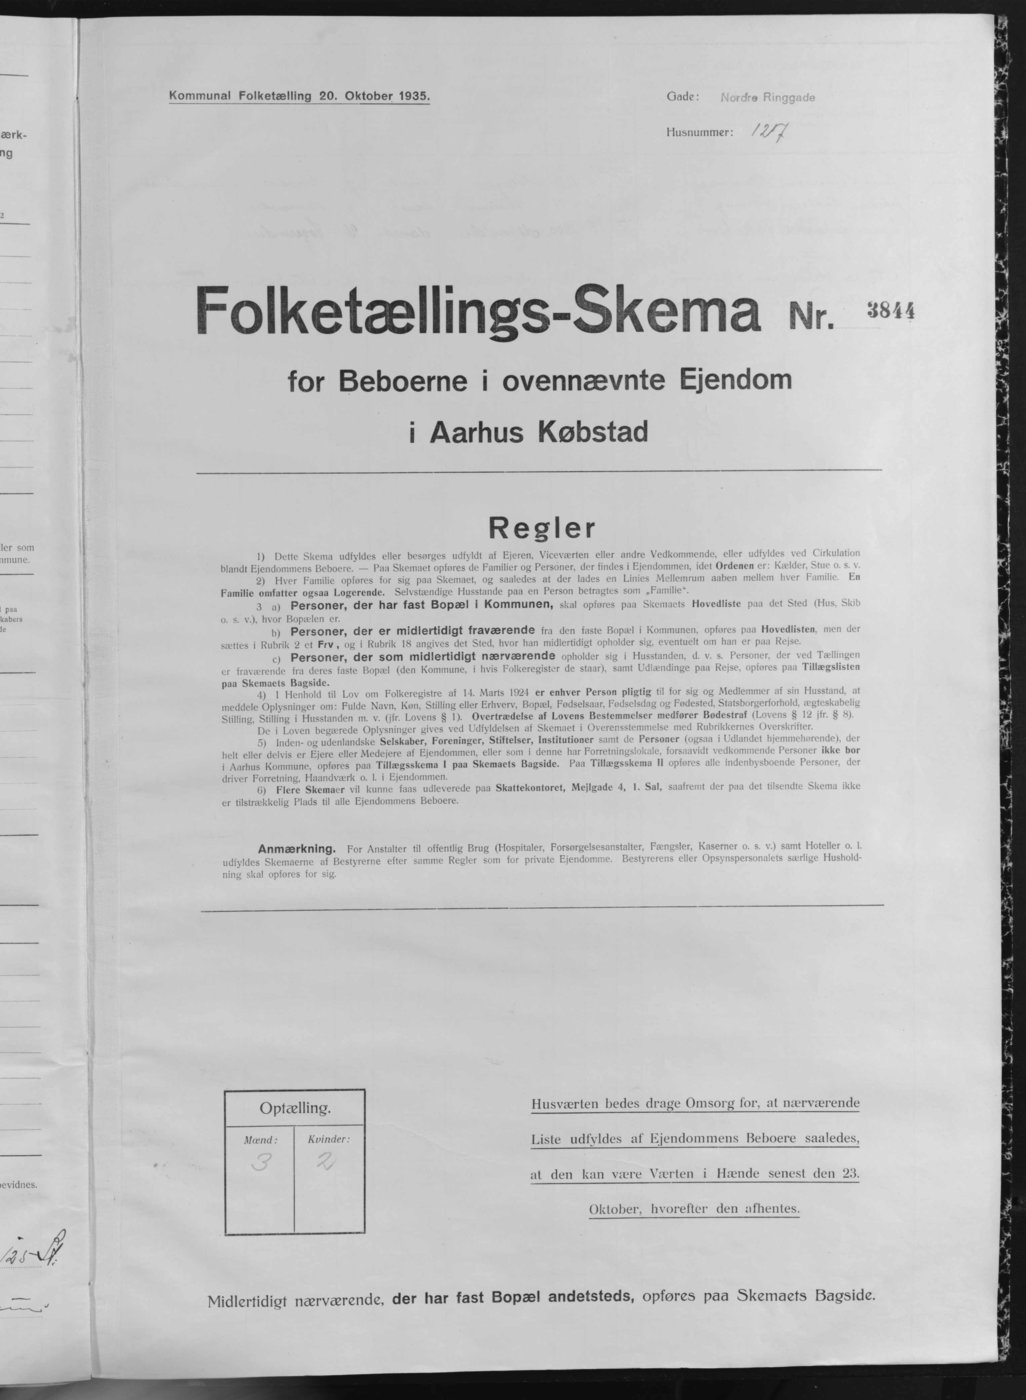 Kommunal Folketælling 20. Oktober 1935.
Gade: Nordre Ringgade
Husnummer: 127
Folketællings-Skema Nr. 3844
for Beboerne i ovennævnte Ejendom
i Aarhus Købstad
Regler
1) Dette Skema udfyldes eller besørges udfyldt af Ejeren, Viceværten eller andre Vedkommende, eller udfyldes ved Cirkulation
blandt Ejendommens Beboere. — Paa Skemaet opføres de Familier og Personer, der findes i Ejendommen, idet Ordenen er: Kælder, Stue o. s. v.
2) Hver Familie opføres for sig paa Skemaet, og saaledes at der lades en Linies Mellemrum aaben mellem hver Familie. En
Familie omfatter ogsaa Logerende. Selvstændige Husstande paa en Person betragtes som „Familie“.
3 a) Personer, der har fast Bopæl i Kommunen, skal opføres paa Skemaets Hovedliste paa det Sted (Hus, Skib
o. s. v.), hvor Bopælen er.
b) Personer, der er midlertidigt fraværende fra den faste Bopæl i Kommunen, opføres paa Hovedlisten, men der
sættes i Rubrik 2 et Frv, og i Rubrik 18 angives det Sted, hvor han midlertidigt opholder sig, eventuelt om han er paa Rejse.
c) Personer, der som midlertidigt nærværende opholder sig i Husstanden, d. v. s. Personer, der ved Tællingen
er fraværende fra deres faste Bopæl (den Kommune, i hvis Folkeregister de staar), samt Udlændinge paa Rejse, opføres paa Tillægslisten
paa Skemaets Bagside.
4) I Henhold til Lov om Folkeregistre af 14. Marts 1924 er enhver Person pligtig til for sig og Medlemmer af sin Husstand, at
meddele Oplysninger om: Fulde Navn, Køn, Stilling eller Erhverv, Bopæl, Fødselsaar, Fødselsdag og Fødested, Statsborgerforhold, ægteskabelig
Stilling, Stilling i Husstanden m. v. (jfr. Lovens § 1). Overtrædelse af Lovens Bestemmelser medfører Bødestraf (Lovens § 12 jfr. § 8).
De i Loven begærede Oplysninger gives ved Udfyldelsen af Skemaet i Overensstemmelse med Rubrikkernes Overskrifter.
5) Inden- og udenlandske Selskaber, Foreninger, Stiftelser, Institutioner samt de Personer (ogsaa i Udlandet hjemmehørende), der
helt eller delvis er Ejere eller Medejere af Ejendommen, eller som i denne har Forretningslokale, forsaavidt vedkommende Personer ikke bor
i Aarhus Kommune, opføres paa Tillægsskema I paa Skemaets Bagside. Paa Tillægsskema II opføres alle indenbysboende Personer, der
driver Forretning, Haandværk o. l. i Ejendommen.
6) Flere Skemaer vil kunne faas udleverede paa Skattekontoret, Mejlgade 4, 1. Sal, saafremt der paa det tilsendte Skema ikke
er tilstrækkelig Plads til alle Ejendommens Beboere.
Anmærkning. For Anstalter til offentlig Brug (Hospitaler, Forsørgelsesanstalter, Fængsler, Kaserner o. s. v.) samt Hoteller o. l.
udfyldes Skemaerne af Bestyrerne efter samme Regler som for private Ejendomme. Bestyrerens eller Opsynspersonalets særlige Hushold-
ning skal opføres for sig.
Optælling.
Mænd: Kvinder:
3 2
Husværten bedes drage Omsorg for, at nærværende
Liste udfyldes af Ejendommens Beboere saaledes,
at den kan være Værten i Hænde senest den 23.
Oktober, hvorefter den afhentes.
Midlertidigt nærværende, der har fast Bopæl andetsteds, opføres paa Skemaets Bagside.